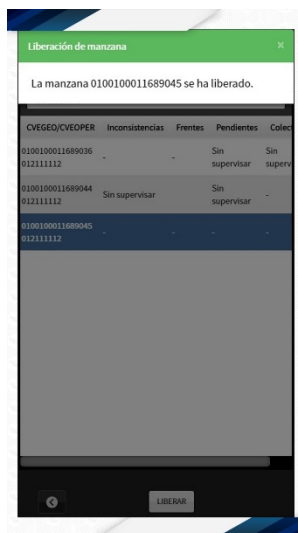 Liberación de manzana ×
La manzana 0100100011689045 se ha liberado.
CVEGEO/CVEOPER Inconsistencias Frentes Pendientes Colect
0100100011689036 012111112 - - Sin supervisar Sin superv
0100100011689044 012111112 Sin supervisar Sin supervisar -
0100100011689045 012111112 - - - -
LIBERAR